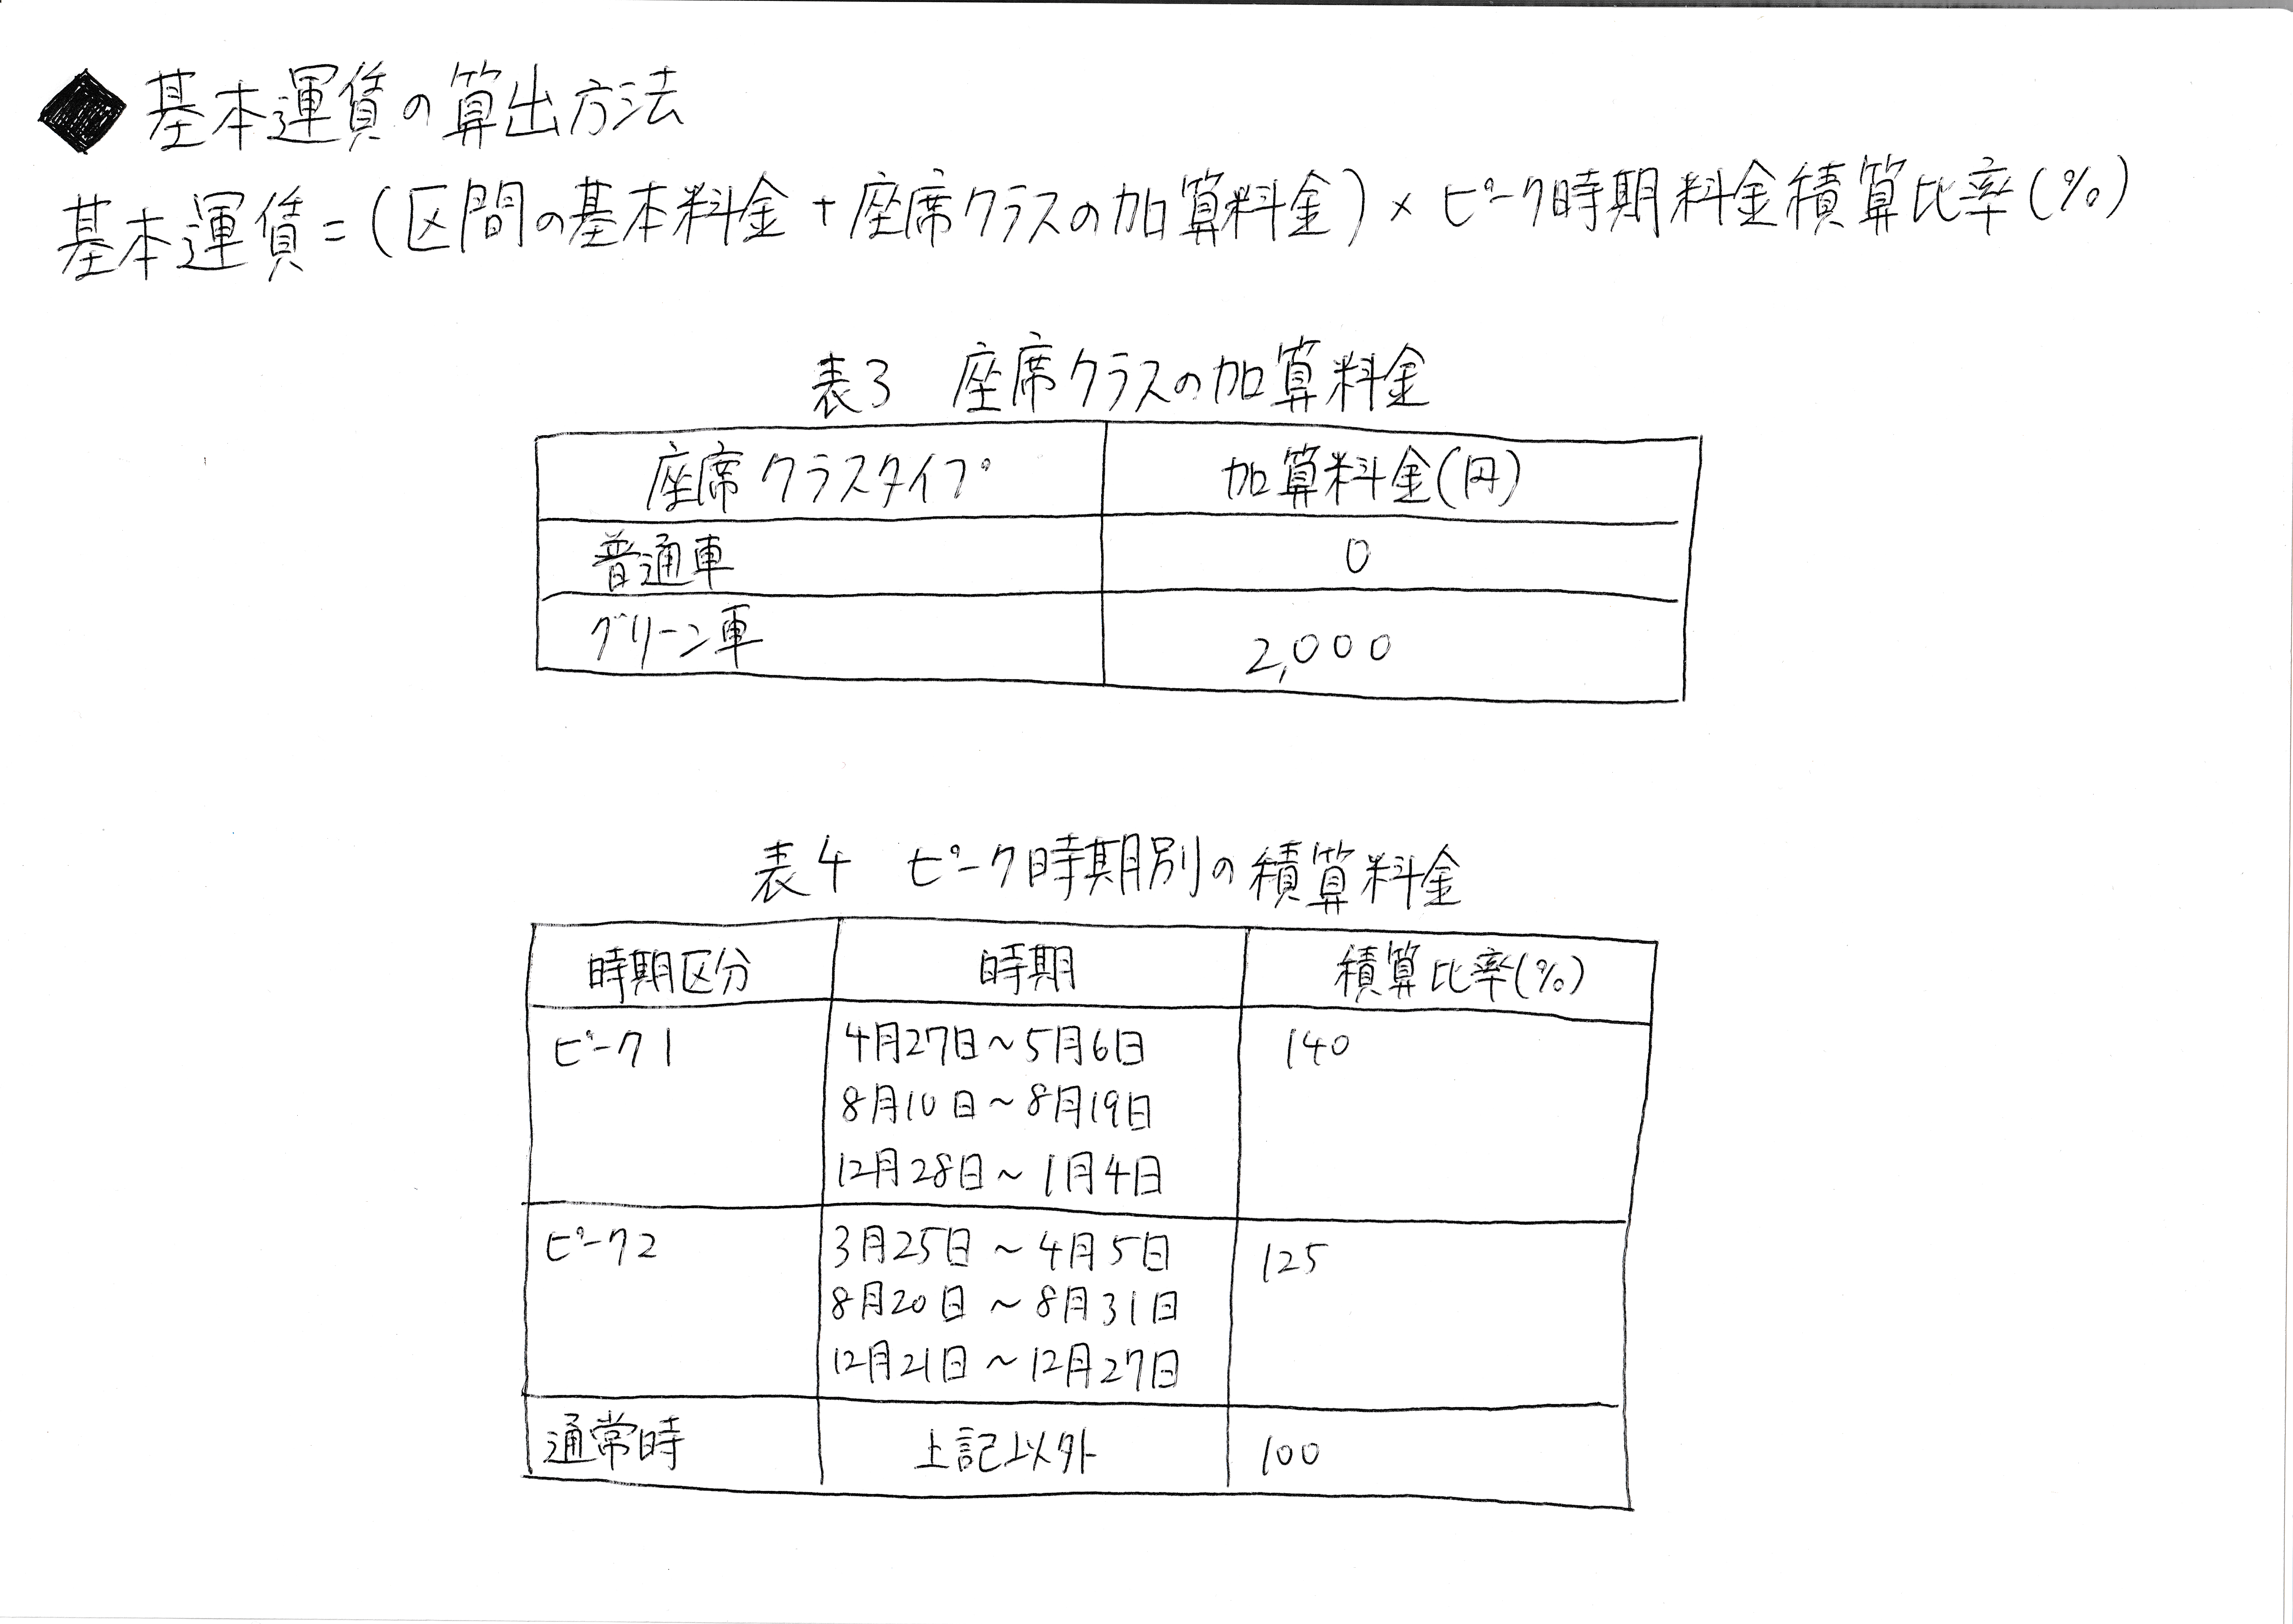 ◆基本運賃の算出方法
基本運賃=(区間の基本料金+座席クラスの加算料金)×ピーク時期料金積算比率(%)
表3 座席クラスの加算料金
座席クラスタイプ 加算料金(円)
普通車 0
グリーン車 2,000
表4 ピーク時期別の積算料金
時期区分 時期 積算比率(%)
ピーク1 4月27日~5月6日 140
8月10日~8月19日
12月28日~1月4日
ピーク2 3月25日~4月5日 125
8月20日~8月31日
12月21日~12月27日
通常時 上記以外 100